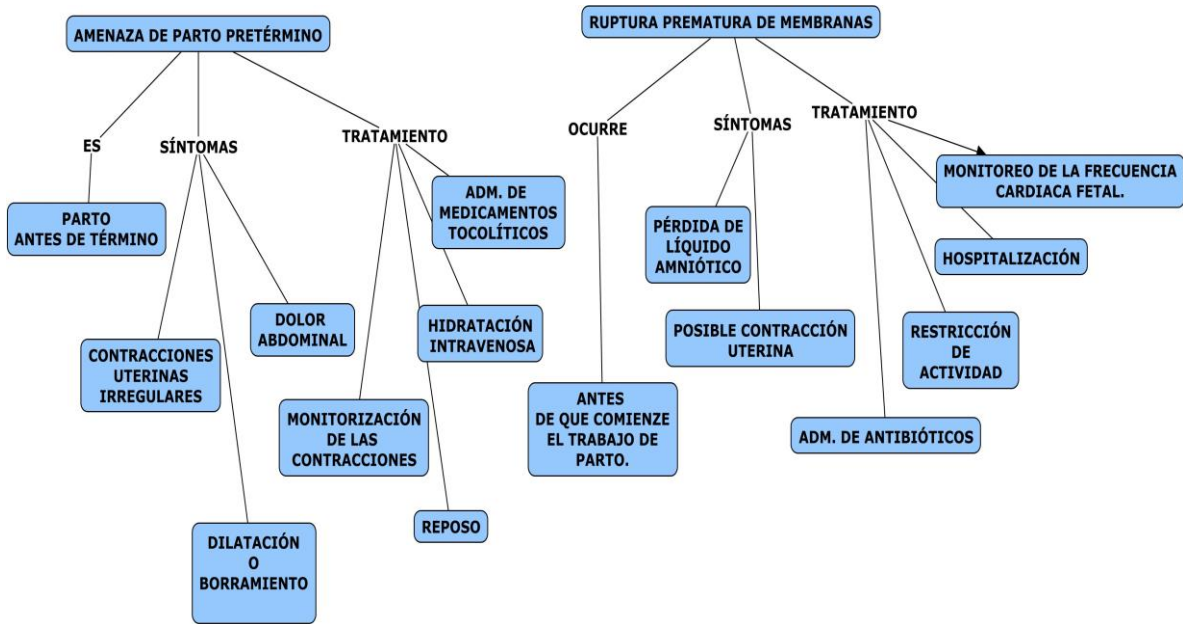 AMENAZA DE PARTO PRETÉRMINO
ES
PARTO
ANTES DE TÉRMINO
SÍNTOMAS
CONTRACCIONES
UTERINAS
IRREGULARES
DILATACIÓN
O
BORRAMIENTO
DOLOR
ABDOMINAL
TRATAMIENTO
ADM. DE
MEDICAMENTOS
TOCOLÍTICOS
HIDRATACIÓN
INTRAVENOSA
MONITORIZACIÓN
DE LAS
CONTRACCIONES
REPOSO
RUPTURA PREMATURA DE MEMBRANAS
OCURRE
ANTES
DE QUE COMIENZE
EL TRABAJO DE
PARTO.
SÍNTOMAS
PÉRDIDA DE
LÍQUIDO
AMNIÓTICO
POSIBLE CONTRACCIÓN
UTERINA
TRATAMIENTO
MONITOREO DE LA FRECUENCIA
CARDIACA FETAL.
HOSPITALIZACIÓN
RESTRICCIÓN
DE
ACTIVIDAD
ADM. DE ANTIBIÓTICOS